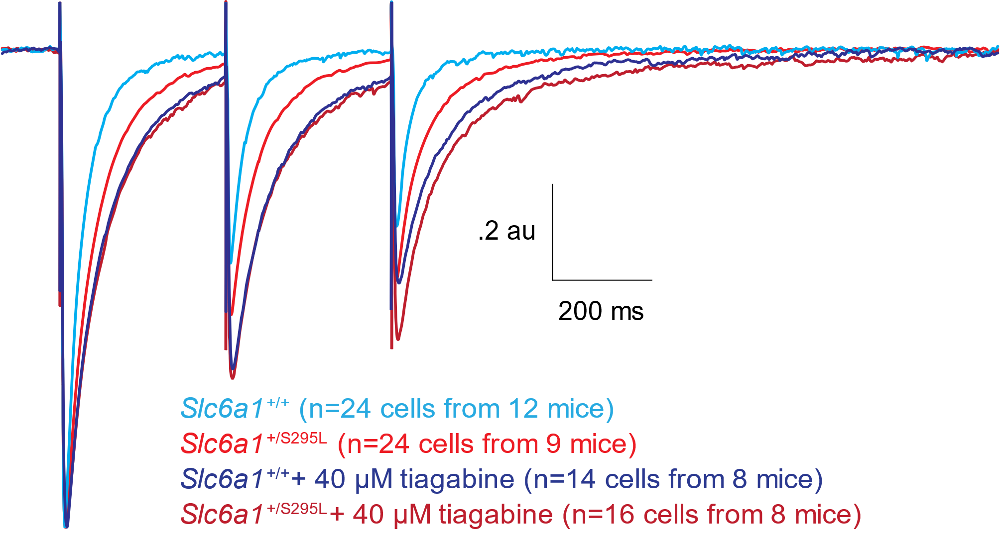 .2 au
200 ms
Slc6a1+/+ (n=24 cells from 12 mice)
Slc6a1+/S295L (n=24 cells from 9 mice)
Slc6a1+/+ + 40 µM tiagabine (n=14 cells from 8 mice)
Slc6a1+/S295L + 40 µM tiagabine (n=16 cells from 8 mice)